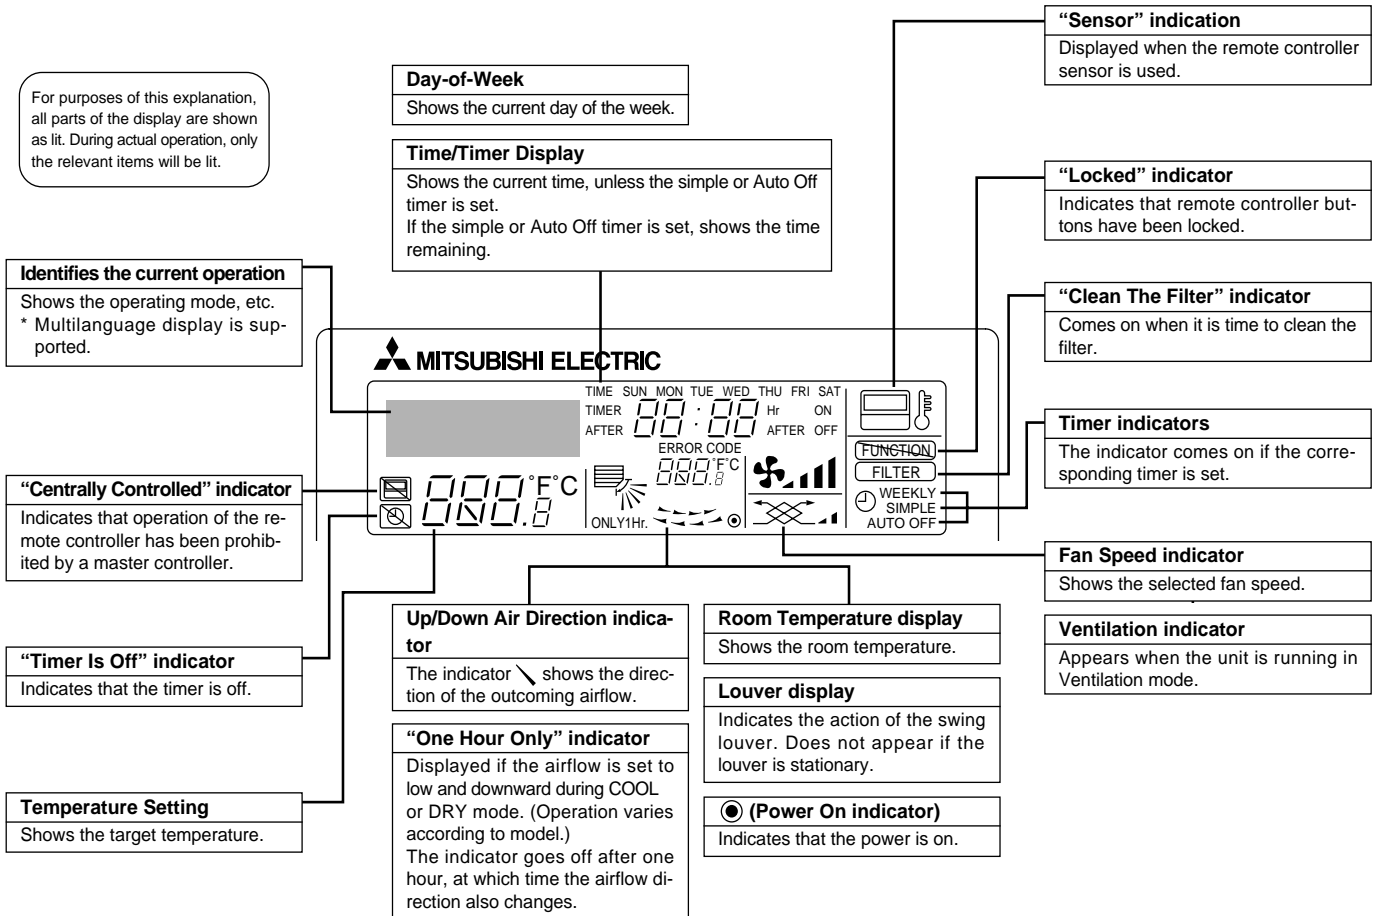 For purposes of this explanation,
all parts of the display are shown
as lit. During actual operation, only
the relevant items will be lit.
Day-of-Week
Shows the current day of the week.
Time/Timer Display
Shows the current time, unless the simple or Auto Off
timer is set.
If the simple or Auto Off timer is set, shows the time
remaining.
“Sensor” indication
Displayed when the remote controller
sensor is used.
“Locked” indicator
Indicates that remote controller but-
tons have been locked.
“Clean The Filter” indicator
Comes on when it is time to clean the
filter.
Timer indicators
The indicator comes on if the corre-
sponding timer is set.
Fan Speed indicator
Shows the selected fan speed.
Ventilation indicator
Appears when the unit is running in
Ventilation mode.
Identifies the current operation
Shows the operating mode, etc.
* Multilanguage display is sup-
ported.
“Centrally Controlled” indicator
Indicates that operation of the re-
mote controller has been prohib-
ited by a master controller.
“Timer Is Off” indicator
Indicates that the timer is off.
Temperature Setting
Shows the target temperature.
MITSUBISHI ELECTRIC
TIME SUN MON TUE WED THU FRI SAT
TIMER 88:88 Hr ON
AFTER AFTER OFF
ERROR CODE
888.8 °F°C
888.8 °F°C
ONLY1Hr.
FUNCTION
FILTER
WEEKLY
SIMPLE
AUTO OFF
Up/Down Air Direction indica-
tor
The indicator shows the direc-
tion of the outcoming airflow.
“One Hour Only” indicator
Displayed if the airflow is set to
low and downward during COOL
or DRY mode. (Operation varies
according to model.)
The indicator goes off after one
hour, at which time the airflow di-
rection also changes.
Room Temperature display
Shows the room temperature.
Louver display
Indicates the action of the swing
louver. Does not appear if the
louver is stationary.
(Power On indicator)
Indicates that the power is on.